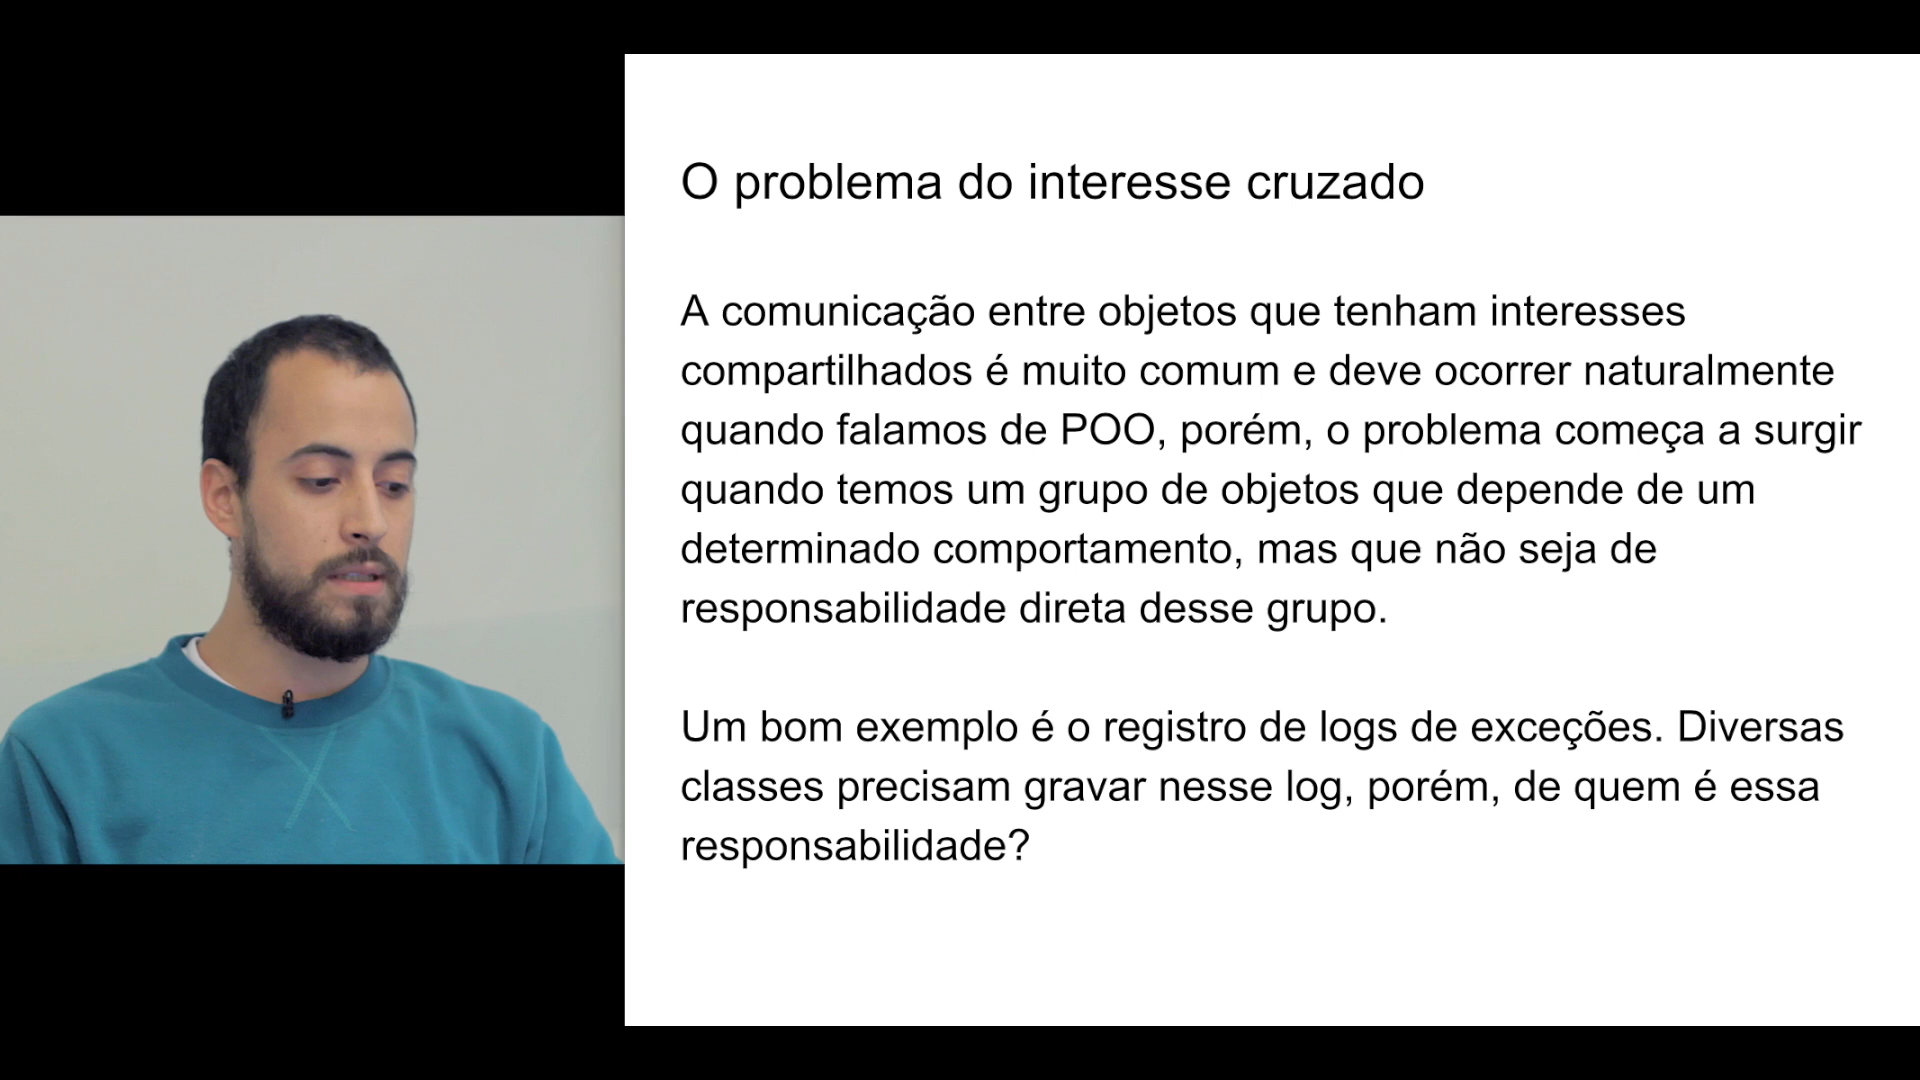 O problema do interesse cruzado
A comunicação entre objetos que tenham interesses
compartilhados é muito comum e deve ocorrer naturalmente
quando falamos de POO, porém, o problema começa a surgir
quando temos um grupo de objetos que depende de um
determinado comportamento, mas que não seja de
responsabilidade direta desse grupo.
Um bom exemplo é o registro de logs de exceções. Diversas
classes precisam gravar nesse log, porém, de quem é essa
responsabilidade?